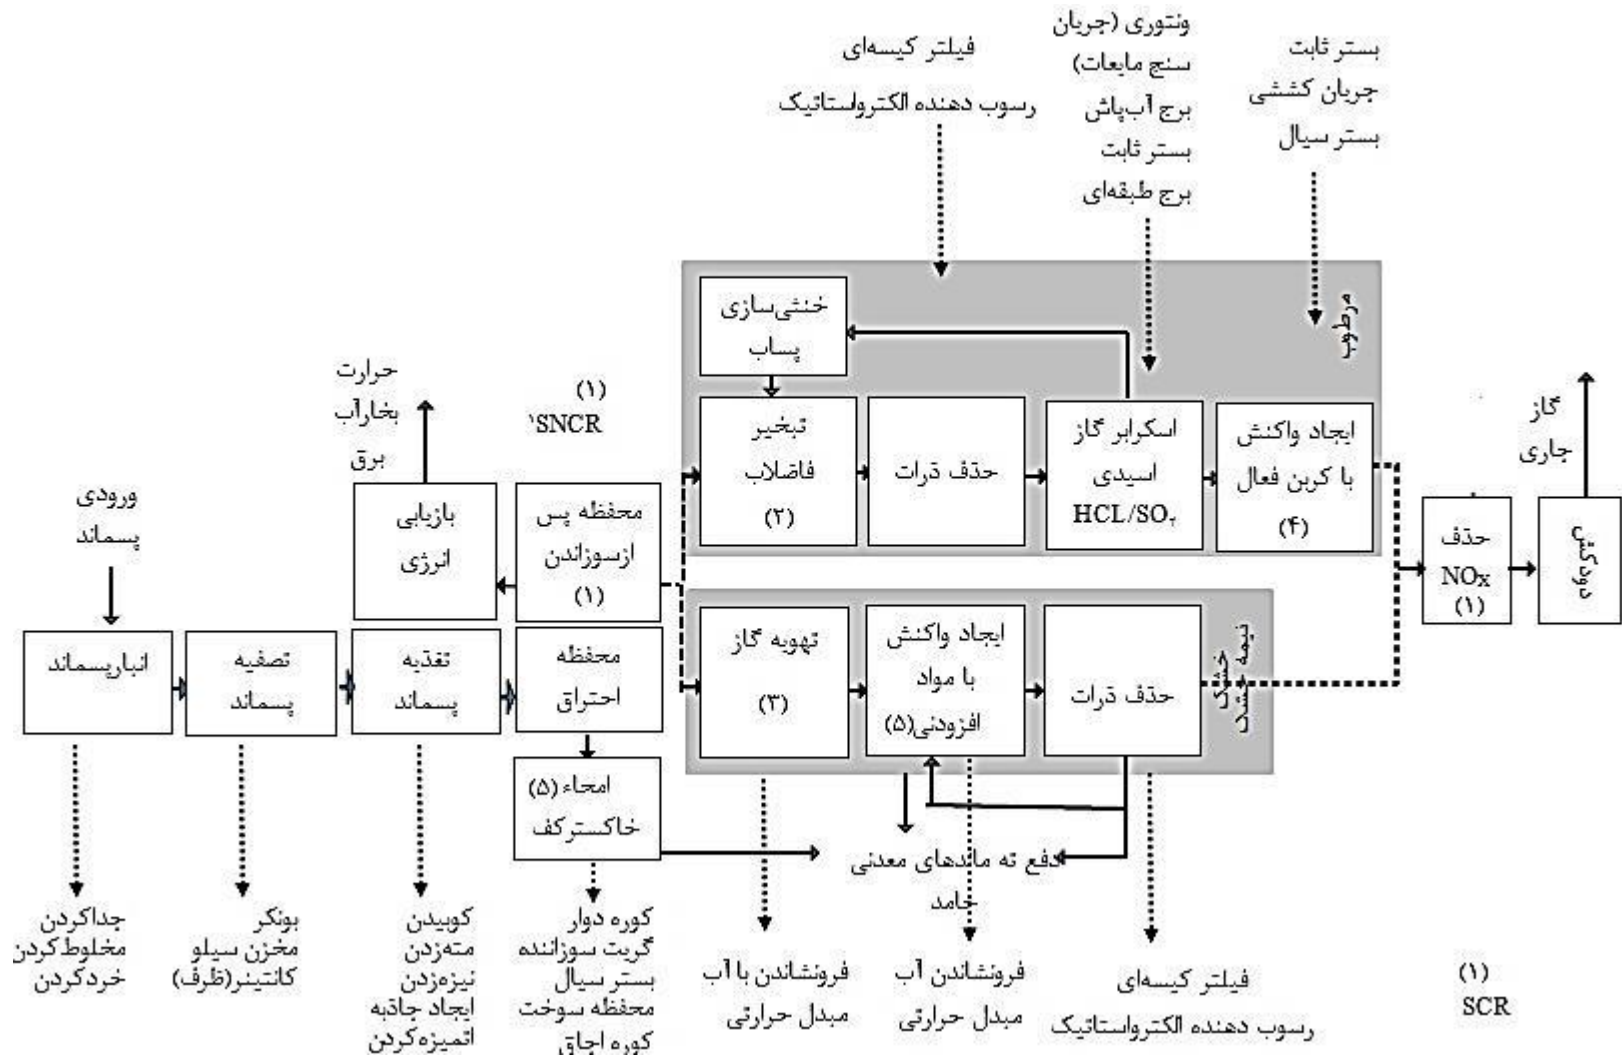 فیلتر کیسه‌ای
رسوب دهنده الکترواستاتیک
ونتوری (جریان
سنج مایعات)
برج آب‌پاش
بستر ثابت
برج طبقه‌ای
بستر ثابت
جریان کششی
بستر سیال
مرطوب
خنثی‌سازی
پساب
تبخیر
فاضلاب
(۲)
حذف ذرات
اسکرابر گاز
اسیدی
HCL/SO۲
ایجاد واکنش
با کربن فعال
(۴)
حرارت
بخارآب
برق
(۱)
SNCR۱
بازیابی
انرژی
محفظه پس
ازسوزاندن
(۱)
گاز
جاری
حذف
NOx
(۱)
دودکش
ورودی
پسماند
انبارپسماند
تصفیه
پسماند
تغذیه
پسماند
محفظه
احتراق
امحاء (۵)
خاکسترکف
تهویه گاز
(۳)
ایجاد واکنش
با مواد
افزودنی(۵)
حذف ذرات
خشک
نیمه خشک
دفع ته ماندهای معدنی
جامد
جداکردن
مخلوط‌کردن
خردکردن
بونکر
مخزن سیلو
کانتینر(ظرف)
کوبیدن
مته‌زدن
نیزه‌زدن
ایجاد جاذبه
اتمیزه‌کردن
کوره دوار
گریت سوزاننده
بستر سیال
محفظه سوخت
کوره اجاق
فرونشاندن با آب
مبدل حرارتی
فرونشاندن آب
مبدل حرارتی
فیلتر کیسه‌ای
رسوب دهنده الکترواستاتیک
(۱)
SCR